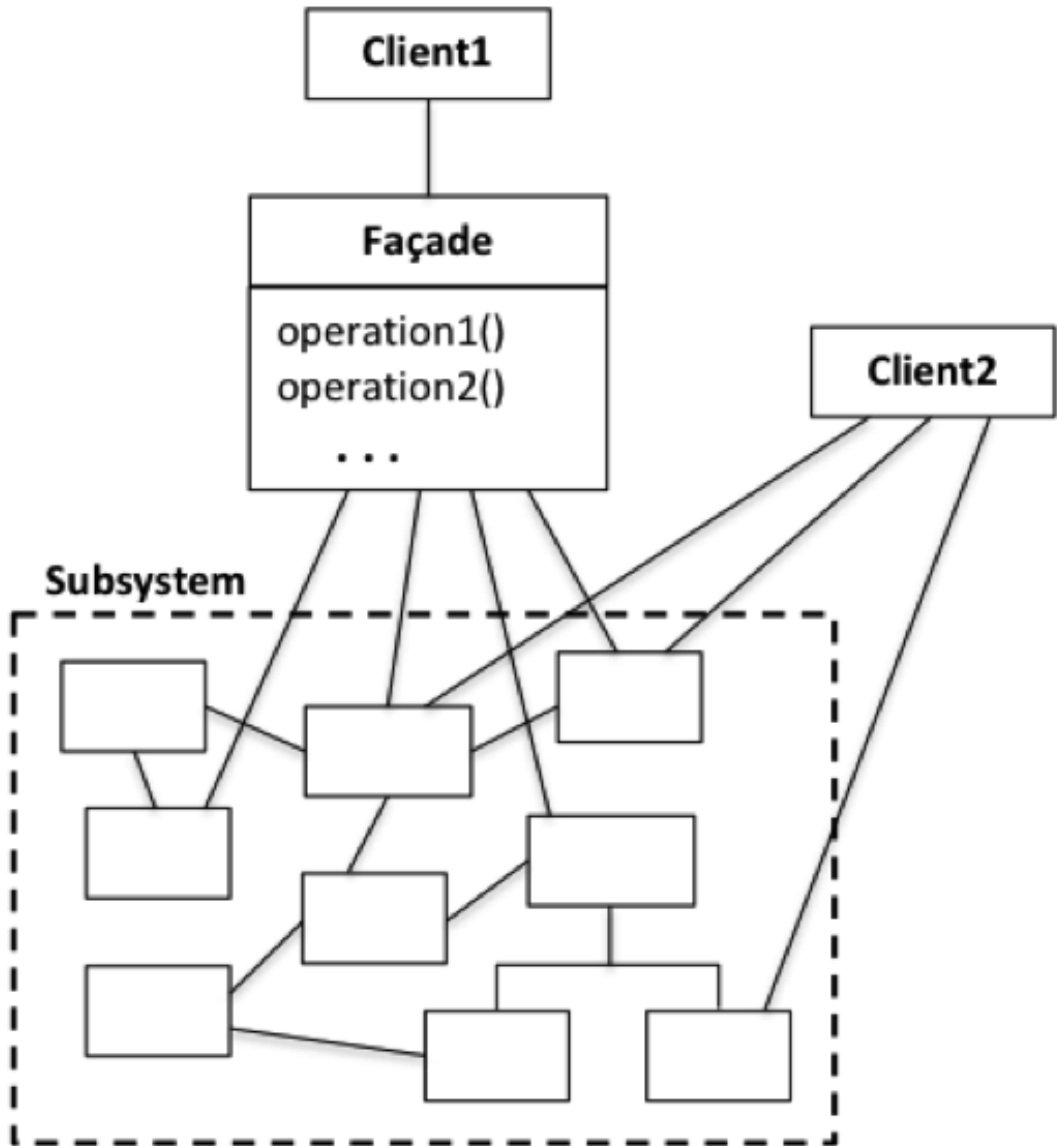 Client1
Façade
operation1()
operation2()
. . .
Client2
Subsystem